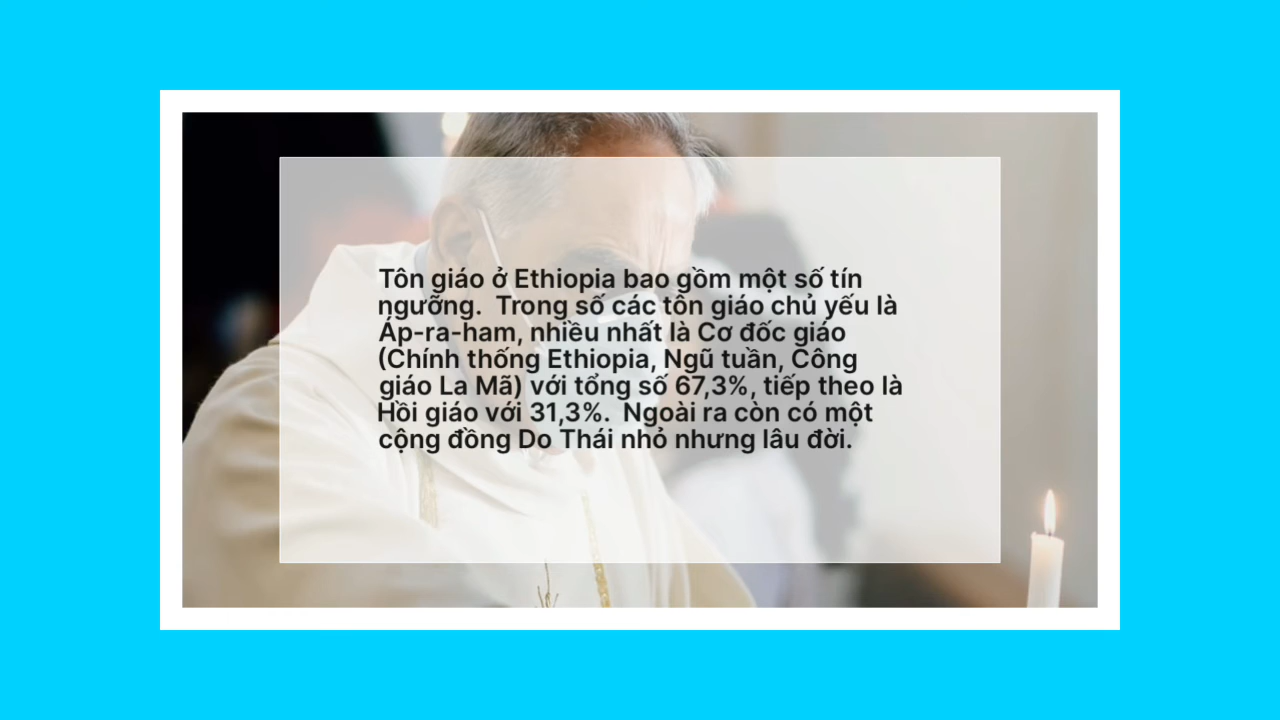 Tôn giáo ở Ethiopia bao gồm một số tín
ngưỡng.  Trong số các tôn giáo chủ yếu là
Áp-ra-ham, nhiều nhất là Cơ đốc giáo
(Chính thống Ethiopia, Ngũ tuần, Công
giáo La Mã) với tổng số 67,3%, tiếp theo là
Hồi giáo với 31,3%.  Ngoài ra còn có một
cộng đồng Do Thái nhỏ nhưng lâu đời.